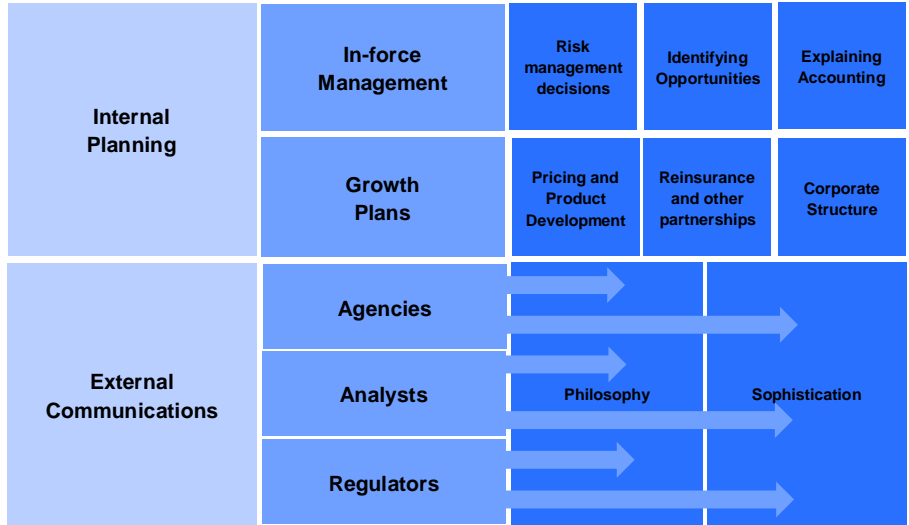 Internal
Planning
In-force
Management
Risk
management
decisions
Identifying
Opportunities
Explaining
Accounting
Growth
Plans
Pricing and
Product
Development
Reinsurance
and other
partnerships
Corporate
Structure
External
Communications
Agencies
Analysts
Regulators
Philosophy
Sophistication